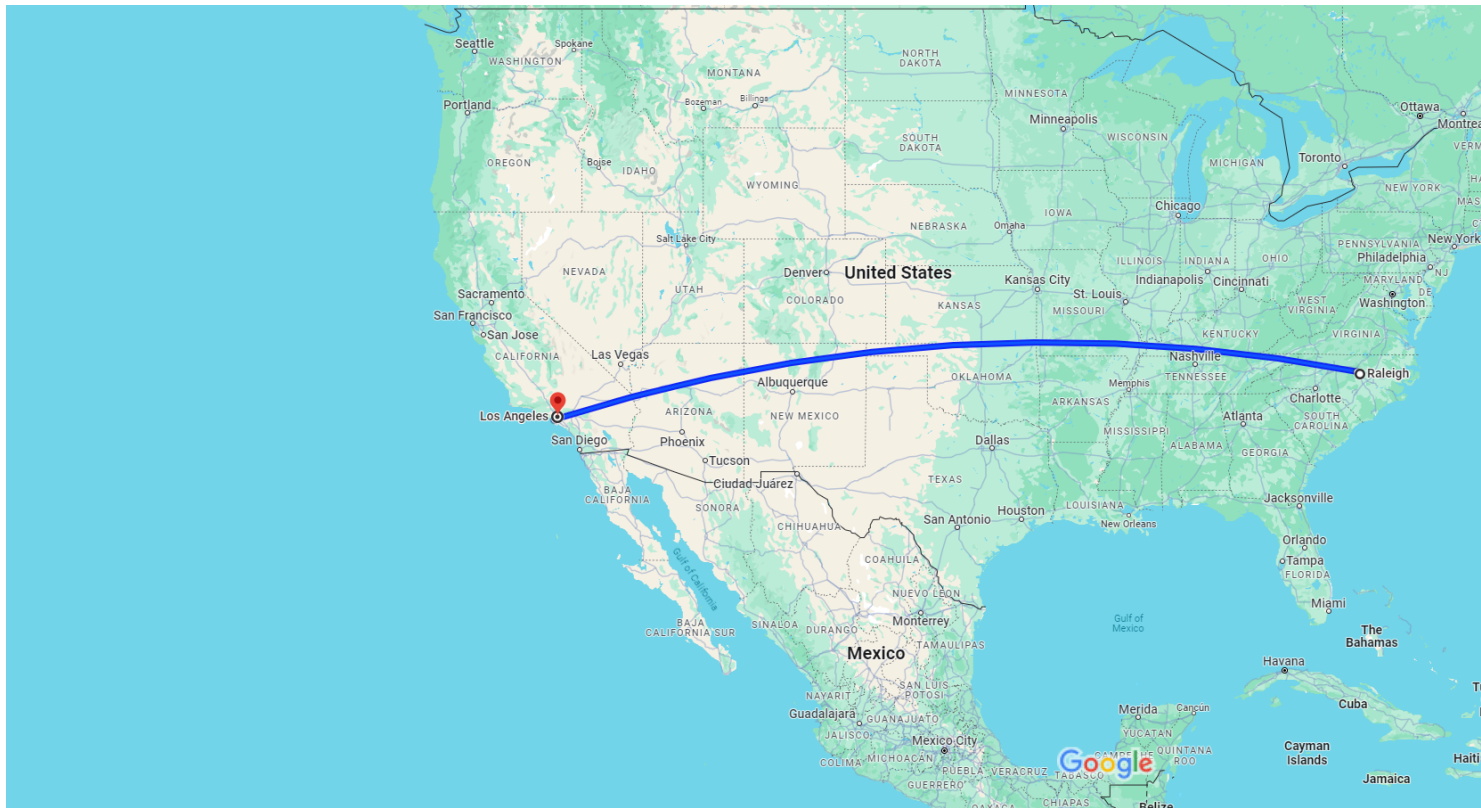 Seattle
Spokane
WASHINGTON
MONTANA
NORTH
DAKOTA
MINNESOTA
Ottawa
Portland
Bozeman
Billings
Minneapolis
Montrea
WISCONSIN
SOUTH
DAKOTA
VERM
OREGON
Boise
IDAHO
MICHIGAN
Toronto
WYOMING
NEW YORK
MAS
Chicago
IOWA
NEBRASKA
Omaha
Salt Lake City
New York
PENNSYLVANIA
Philadelphia
NEVADA
Denver
United States
ILLINOIS
INDIANA
OHIO
NJ
UTAH
COLORADO
Kansas City
Indianapolis
Cincinnati
MARYLAND
DE
Sacramento
KANSAS
St. Louis
MISSOURI
WEST
VIRGINIA
Washington
San Francisco
San Jose
KENTUCKY
VIRGINIA
CALIFORNIA
Las Vegas
Nashville
TENNESSEE
Raleigh
Albuquerque
OKLAHOMA
Memphis
Charlotte
Los Angeles
ARIZONA
NEW MEXICO
ARKANSAS
Atlanta
SOUTH
CAROLINA
San Diego
Phoenix
Dallas
MISSISSIPPI
ALABAMA
GEORGIA
Tucson
Ciudad Juárez
TEXAS
BAJA
CALIFORNIA
SONORA
LOUISIANA
Jacksonville
CHIHUAHUA
San Antonio
Houston
New Orleans
Orlando
Tampa
FLORIDA
Gulf of California
COAHUILA
NUEVO LEON
Miami
BAJA
CALIFORNIA SUR
SINALOA
DURANGO
Monterrey
Gulf of
Mexico
The
Bahamas
Mexico
TAMAULIPAS
Havana
SAN LUIS
POTOSI
NAYARIT
Guadalajara
GUANAJUATO
Merida
Cancún
Cuba
JALISCO
YUCATAN
Mexico City
COLIMA
MICHOACÁN
Google
QUINTANA
ROO
Cayman
Islands
Haiti
PUEBLA
VERACRUZ
TABASCO
Jamaica
GUERRERO
CHIAPAS
Belize